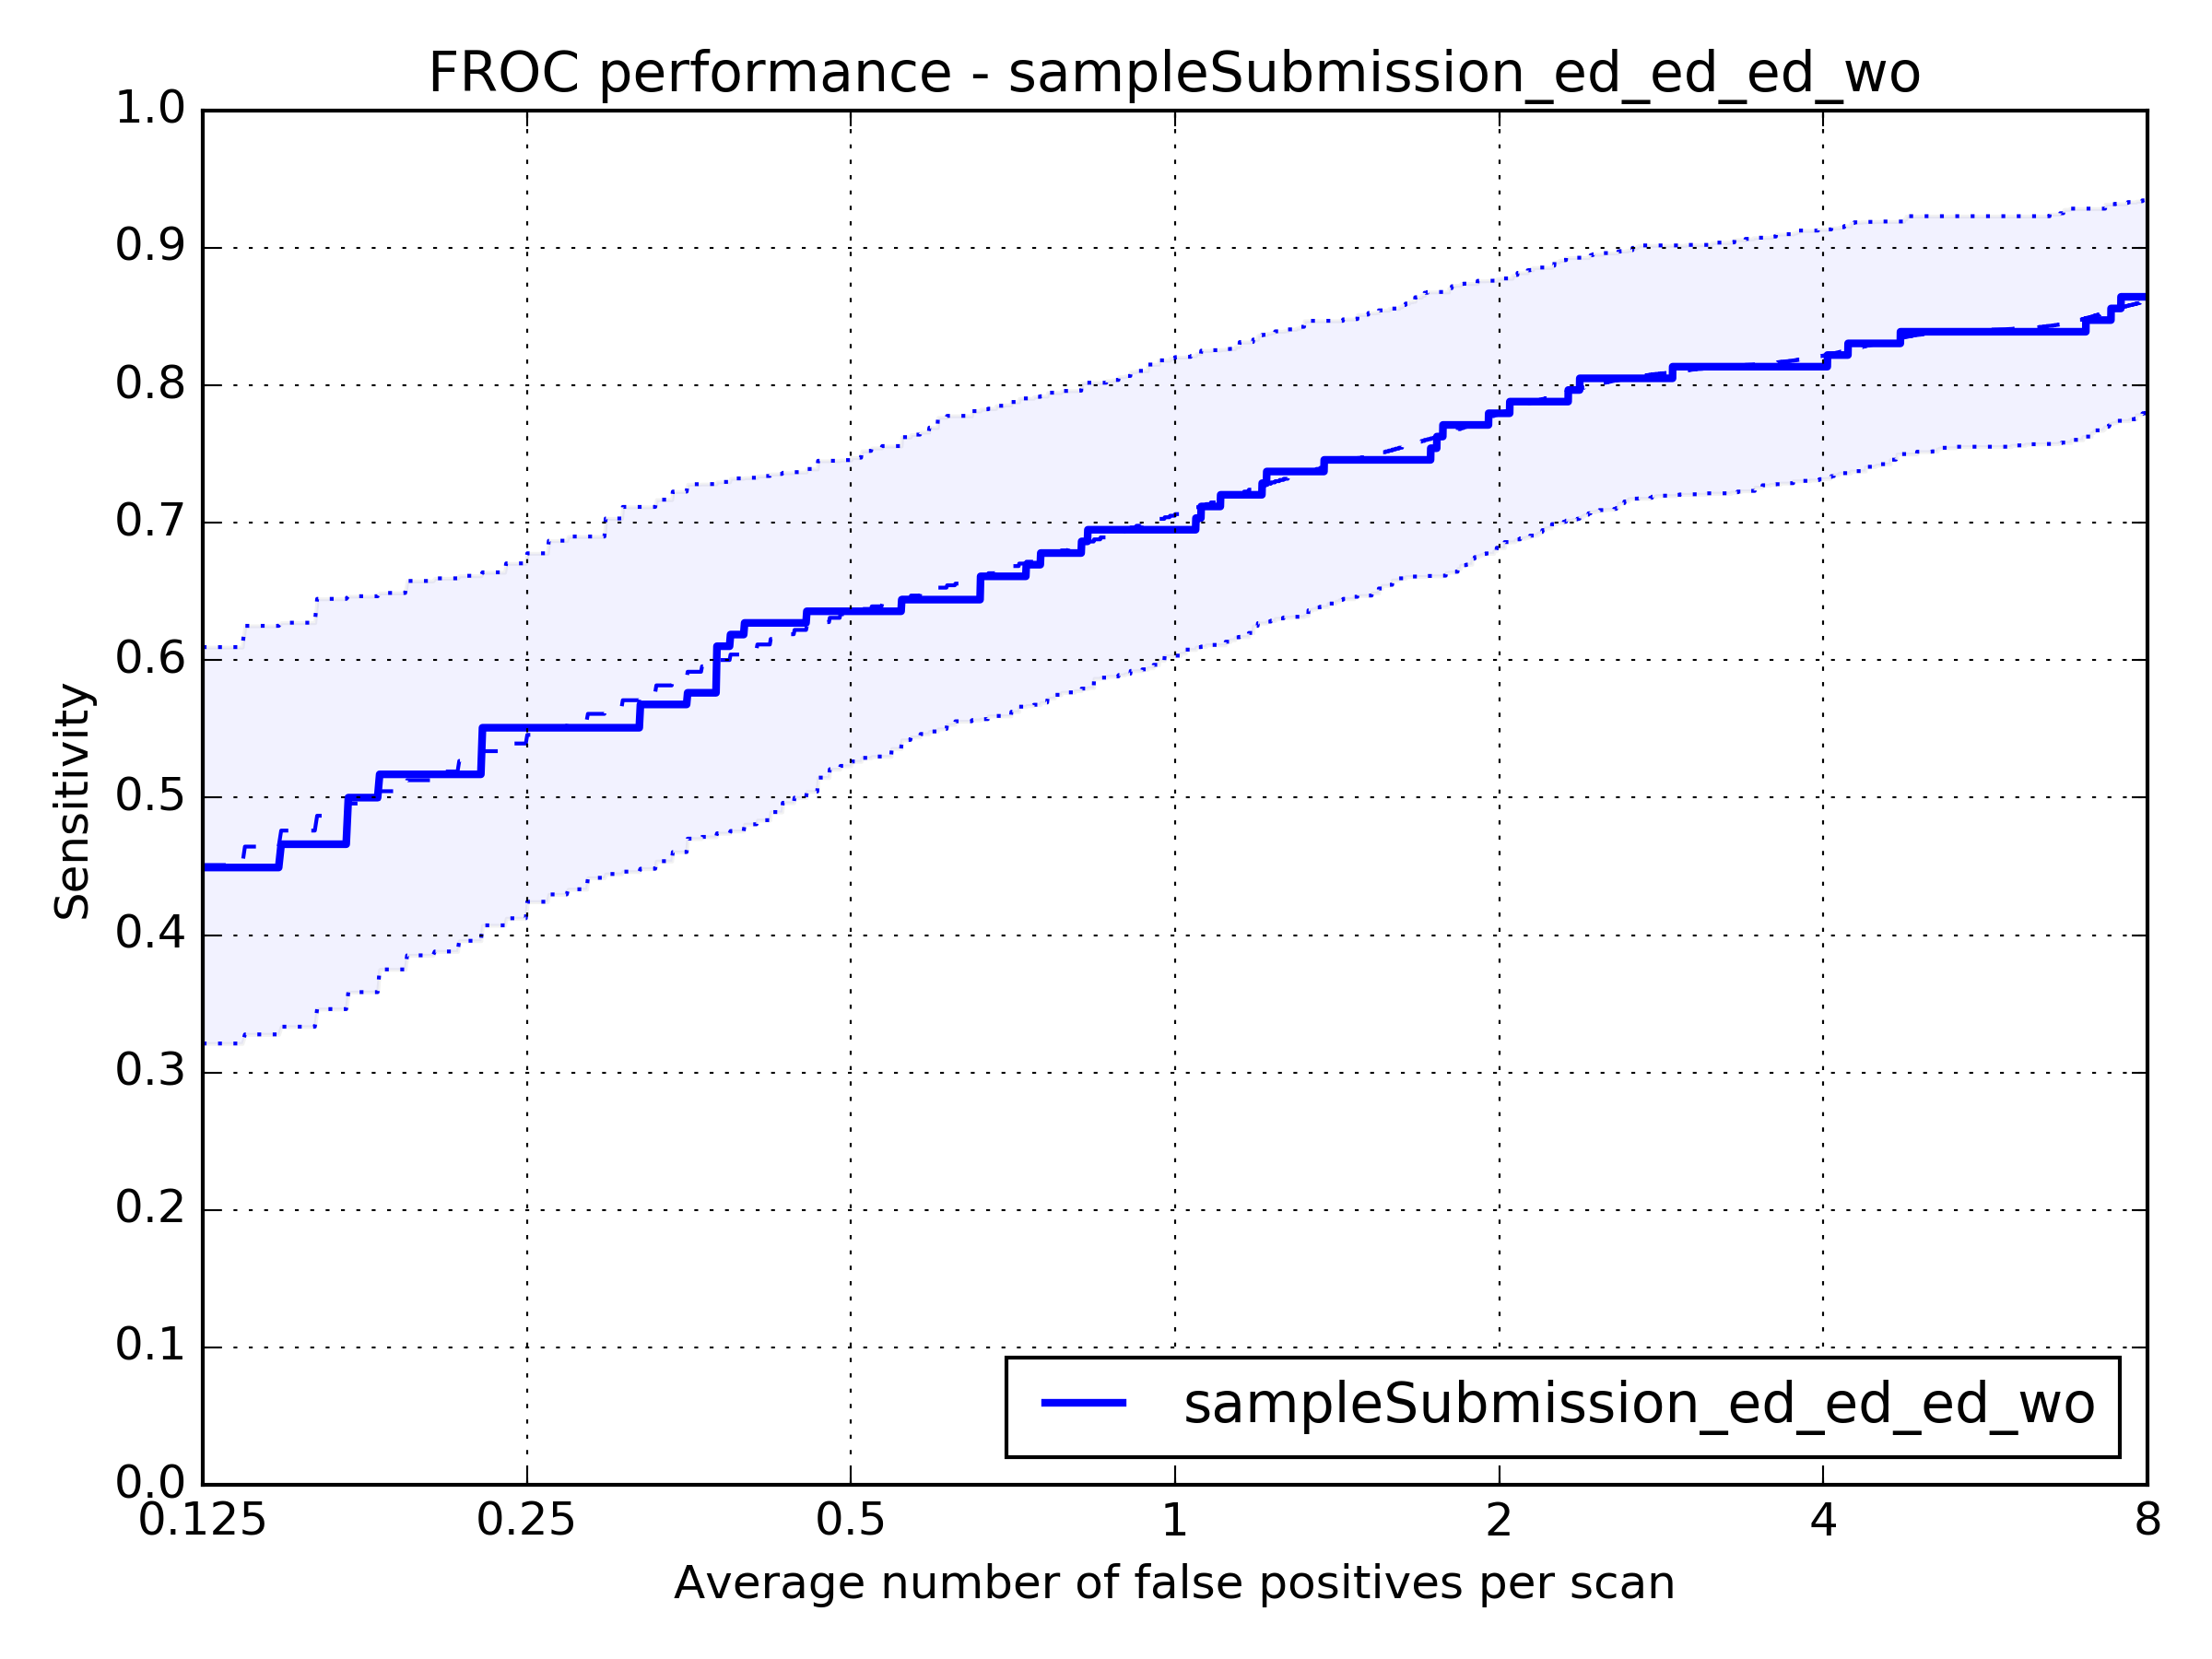 FROC performance - sampleSubmission_ed_ed_ed_wo
1.0
0.9
0.8
0.7
0.6
0.5
0.4
0.3
0.2
0.1
0.0
Sensitivity
0.125 0.25 0.5 1 2 4 8
Average number of false positives per scan
sampleSubmission_ed_ed_ed_wo